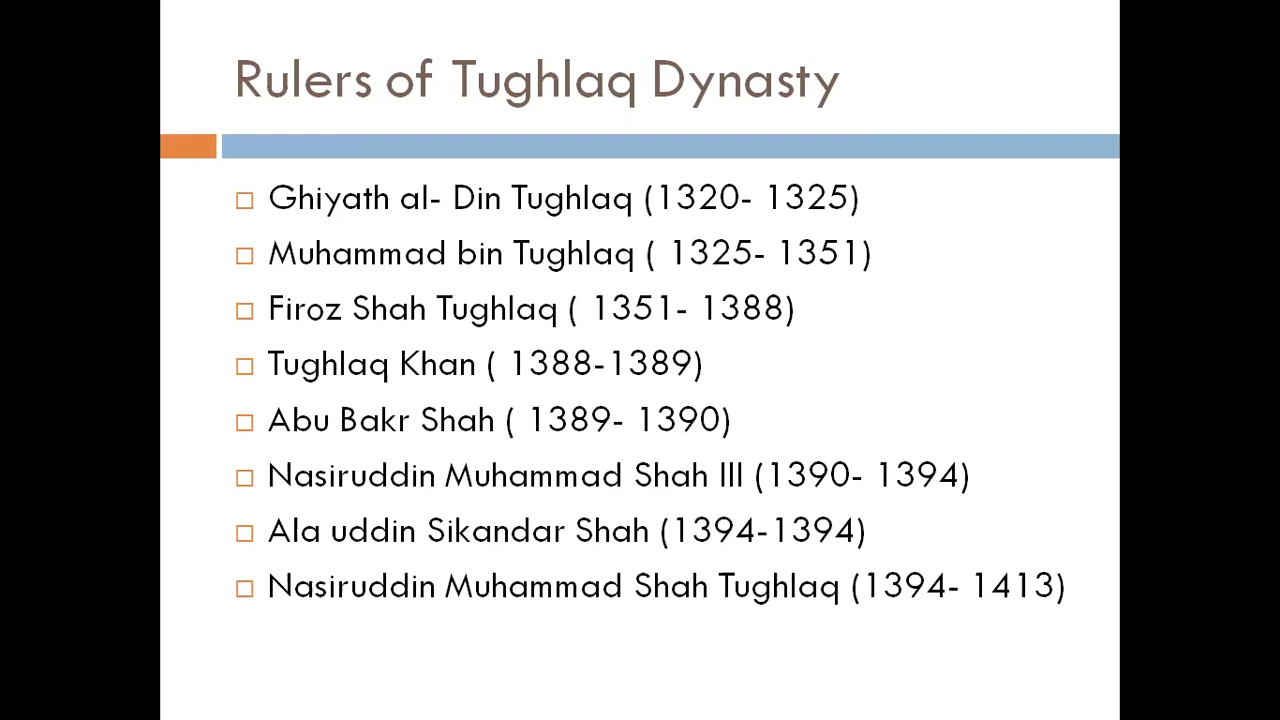 Rulers of Tughlaq Dynasty
Ghiyath al- Din Tughlaq (1320- 1325)
Muhammad bin Tughlaq ( 1325- 1351)
Firoz Shah Tughlaq ( 1351- 1388)
Tughlaq Khan ( 1388-1389)
Abu Bakr Shah ( 1389- 1390)
Nasiruddin Muhammad Shah III (1390- 1394)
Ala uddin Sikandar Shah (1394-1394)
Nasiruddin Muhammad Shah Tughlaq (1394- 1413)